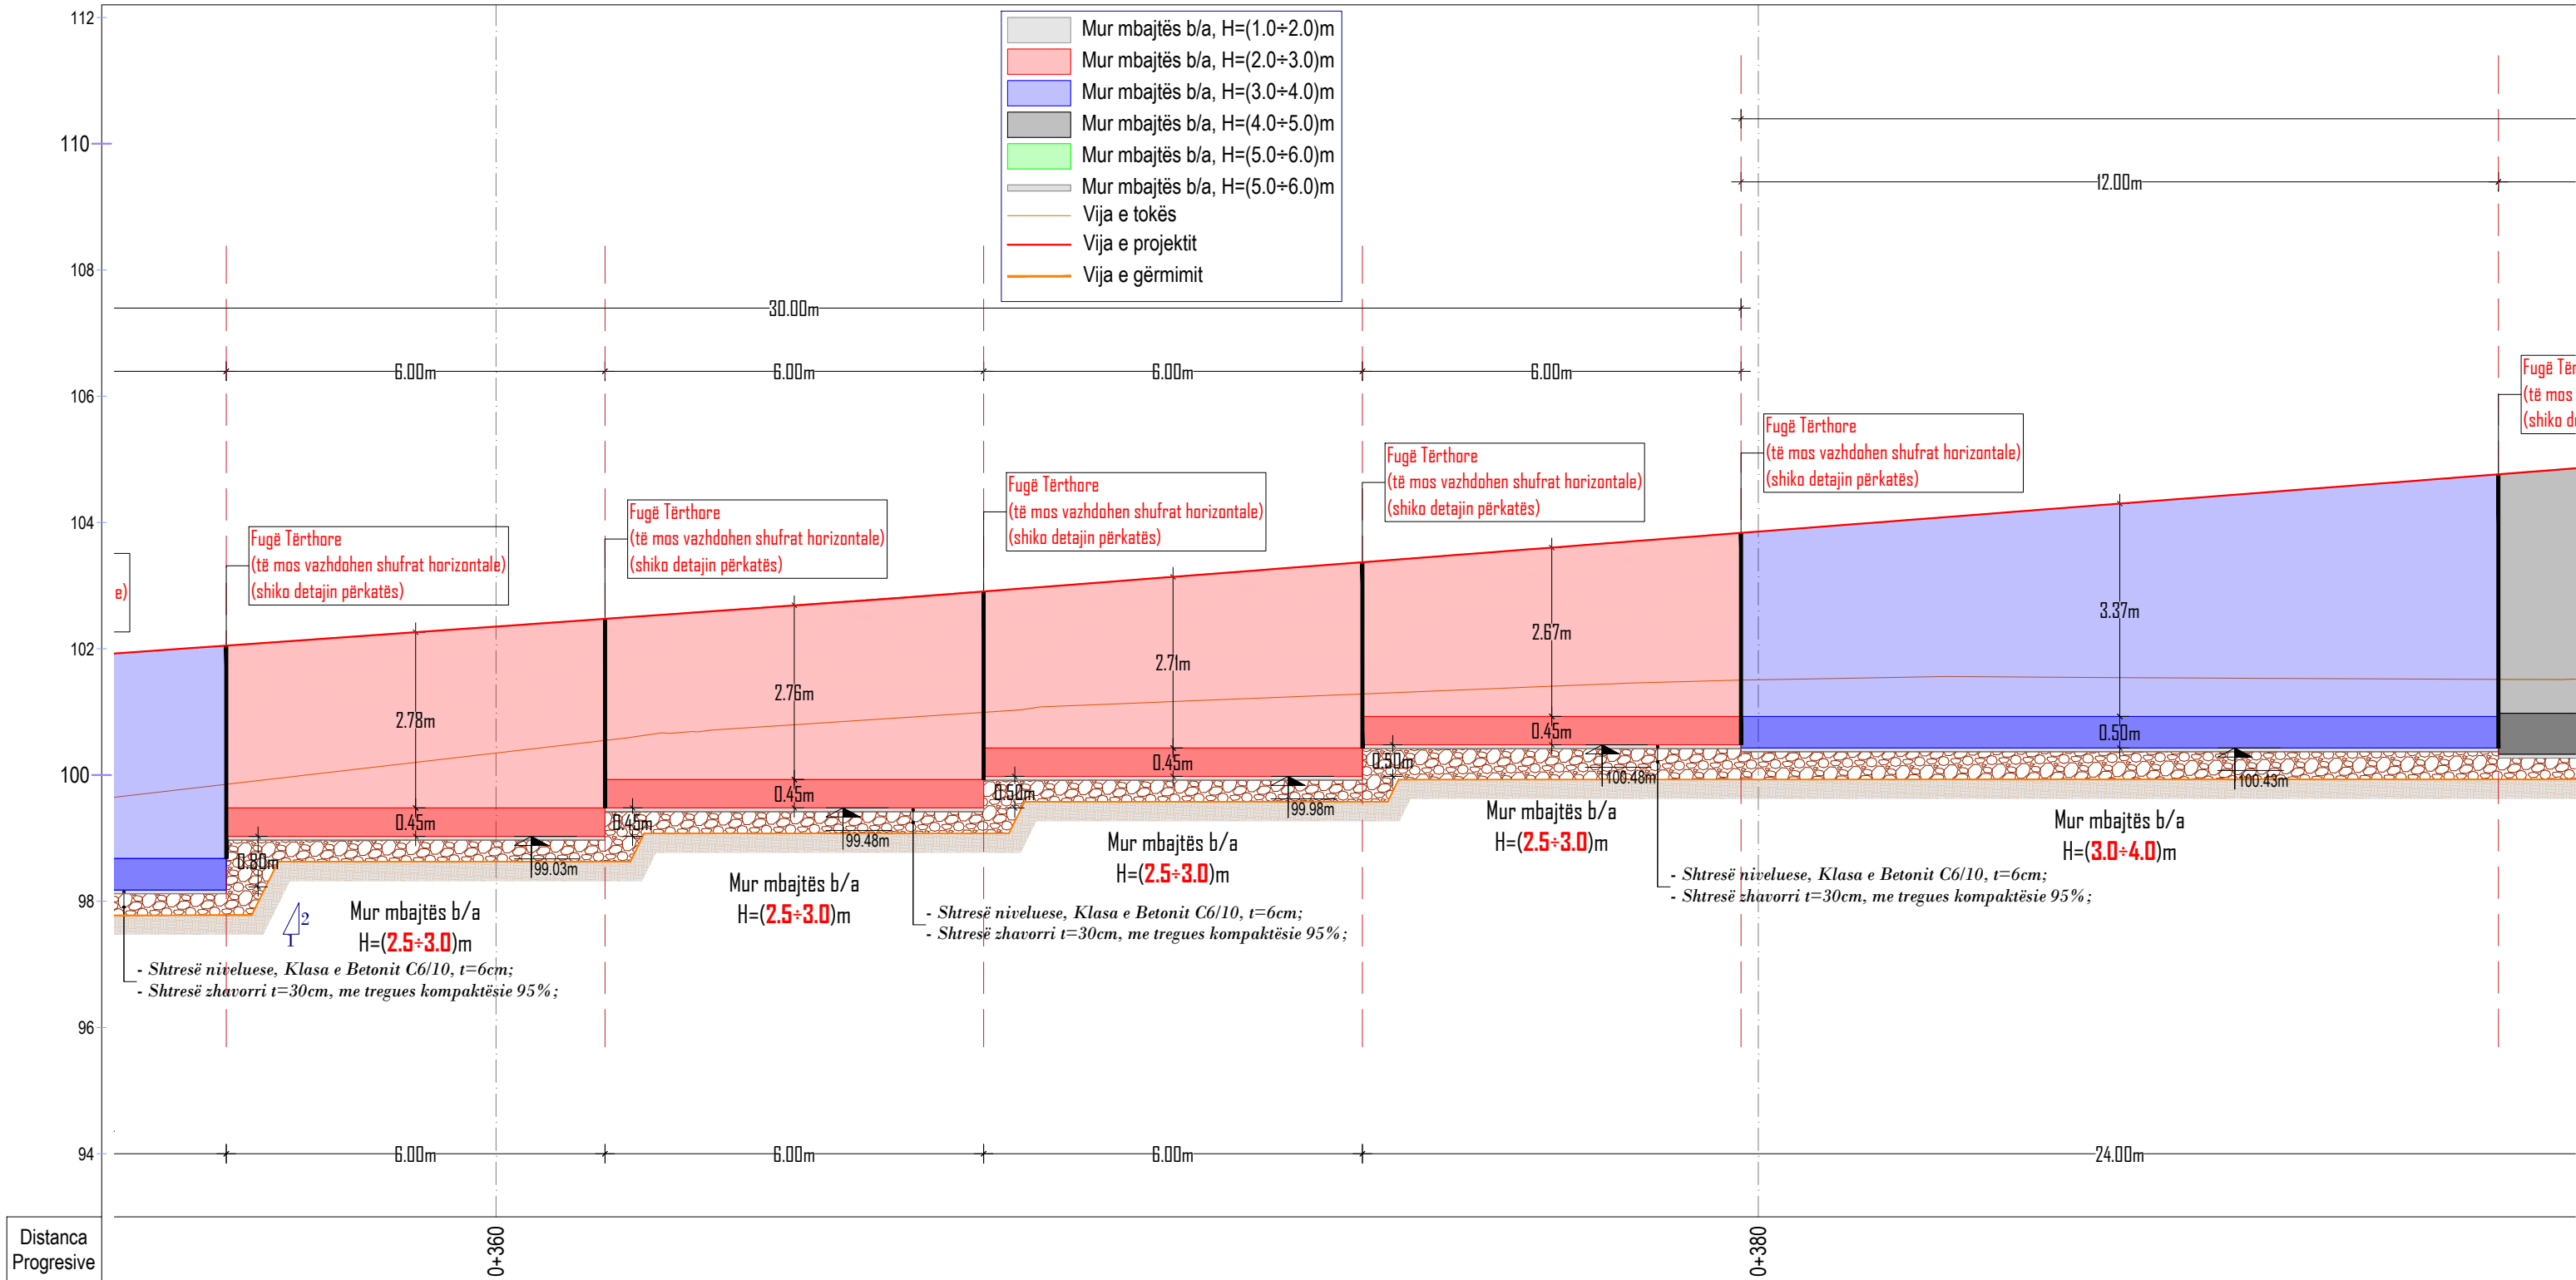 112
110
108
106
104
102
100
98
96
94
Mur mbajtës b/a, H=(1.0÷2.0)m
Mur mbajtës b/a, H=(2.0÷3.0)m
Mur mbajtës b/a, H=(3.0÷4.0)m
Mur mbajtës b/a, H=(4.0÷5.0)m
Mur mbajtës b/a, H=(5.0÷6.0)m
Mur mbajtës b/a, H=(5.0÷6.0)m
Vija e tokës
Vija e projektit
Vija e gërmimit
12.00m
30.00m
6.00m
6.00m
6.00m
6.00m
e)
Fugë Tërthore
(të mos vazhdohen shufrat horizontale)
(shiko detajin përkatës)
Fugë Tërthore
(të mos vazhdohen shufrat horizontale)
(shiko detajin përkatës)
Fugë Tërthore
(të mos vazhdohen shufrat horizontale)
(shiko detajin përkatës)
Fugë Tërthore
(të mos vazhdohen shufrat horizontale)
(shiko detajin përkatës)
Fugë Tërthore
(të mos vazhdohen shufrat horizontale)
(shiko detajin përkatës)
Fugë
(të mos
(shiko
2.78m
2.76m
2.71m
2.67m
3.37m
0.45m
0.45m
0.45m
0.45m
0.50m
0.80m
0.45m
0.50m
0.50m
99.03m
99.48m
99.98m
100.48m
100.43m
2
1
Mur mbajtës b/a
H=(2.5÷3.0)m
Mur mbajtës b/a
H=(2.5÷3.0)m
Mur mbajtës b/a
H=(2.5÷3.0)m
Mur mbajtës b/a
H=(2.5÷3.0)m
Mur mbajtës b/a
H=(3.0÷4.0)m
- Shtresë niveluese, Klasa e Betonit C6/10, t=6cm;
- Shtresë zhavorri t=30cm, me tregues kompaktësie 95%;
- Shtresë niveluese, Klasa e Betonit C6/10, t=6cm;
- Shtresë zhavorri t=30cm, me tregues kompaktësie 95%;
- Shtresë niveluese, Klasa e Betonit C6/10, t=6cm;
- Shtresë zhavorri t=30cm, me tregues kompaktësie 95%;
6.00m
6.00m
6.00m
24.00m
Distanca
Progresive
0+360
0+380